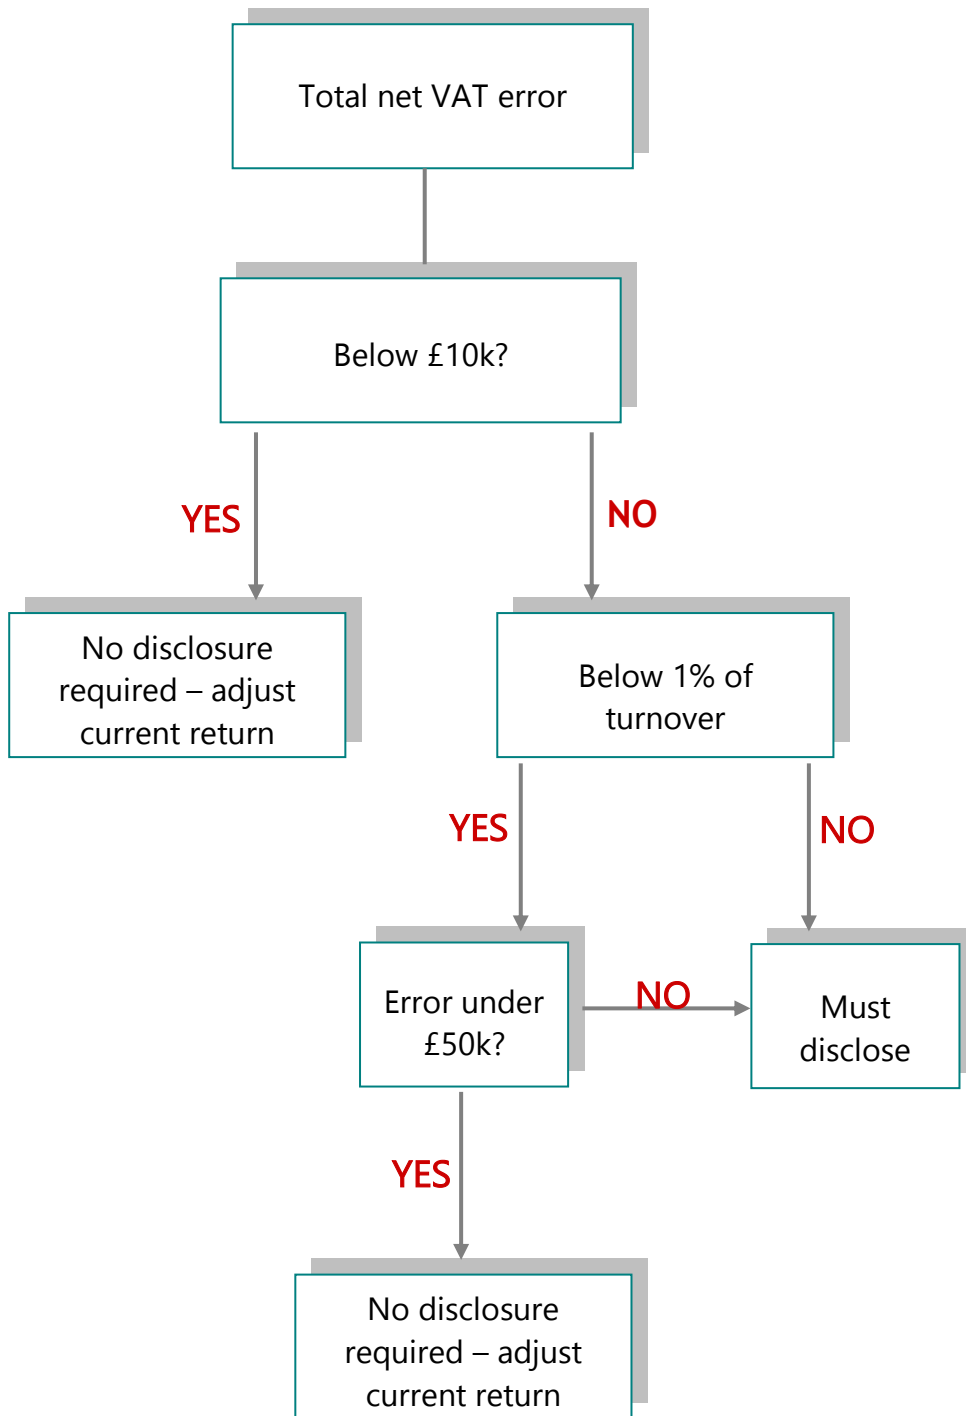 Total net VAT error
Below £10k?
YES
NO
No disclosure
required – adjust
current return
Below 1% of
turnover
YES
NO
Error under
£50k?
NO
Must
disclose
YES
No disclosure
required – adjust
current return